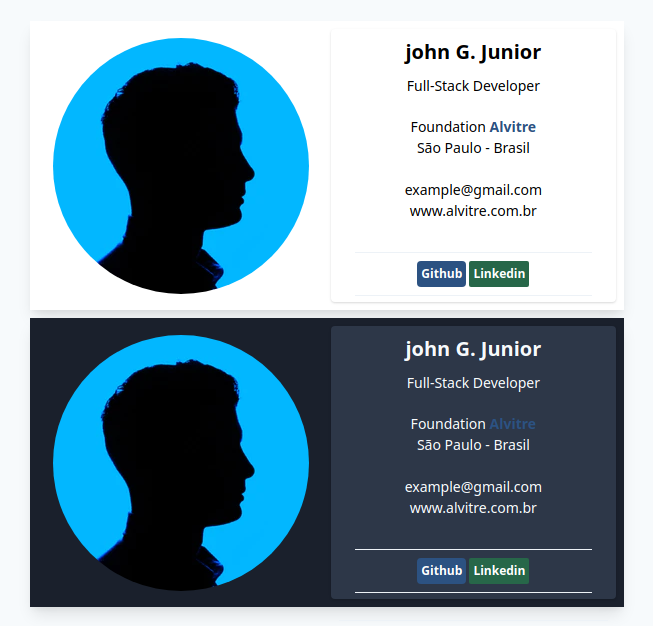 john G. Junior
Full-Stack Developer
Foundation Alvitre
São Paulo - Brasil
example@gmail.com
www.alvitre.com.br
Github Linkedin
john G. Junior
Full-Stack Developer
Foundation Alvitre
São Paulo - Brasil
example@gmail.com
www.alvitre.com.br
Github Linkedin